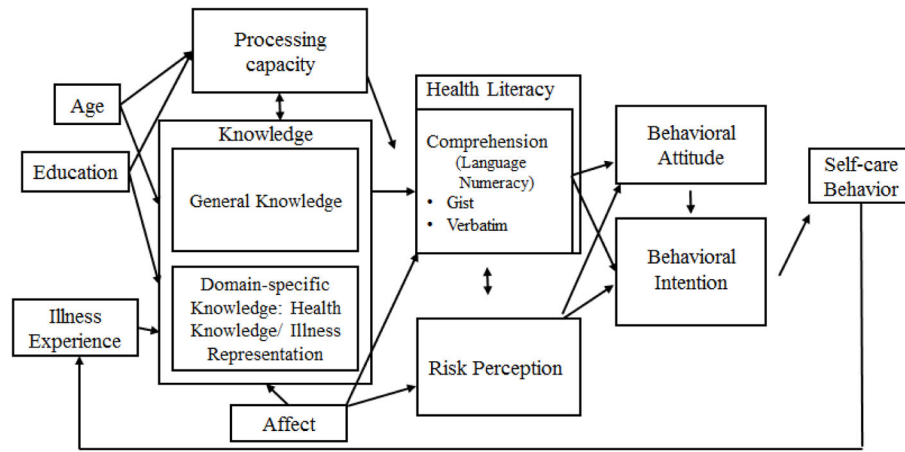 Processing
capacity
Age
Education
Knowledge
General Knowledge
Domain-specific
Knowledge: Health
Knowledge/ Illness
Representation
Illness
Experience
Affect
Health Literacy
Comprehension
(Language
Numeracy)
• Gist
• Verbatim
Risk Perception
Behavioral
Attitude
Behavioral
Intention
Self-care
Behavior